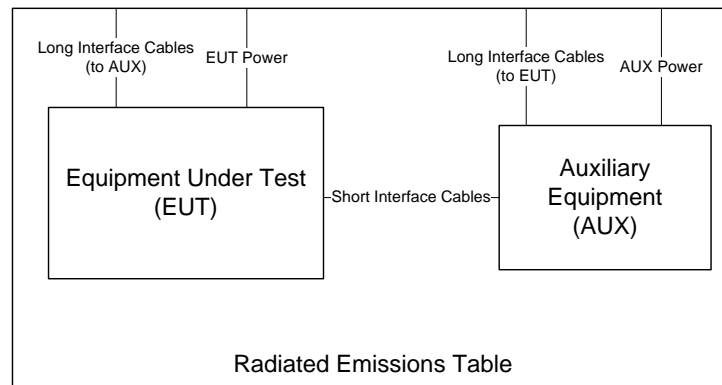 Long Interface Cables
(to AUX)
EUT Power
Long Interface Cables
(to EUT)
AUX Power
Equipment Under Test
(EUT)
Short Interface Cables
Auxiliary
Equipment
(AUX)
Radiated Emissions Table